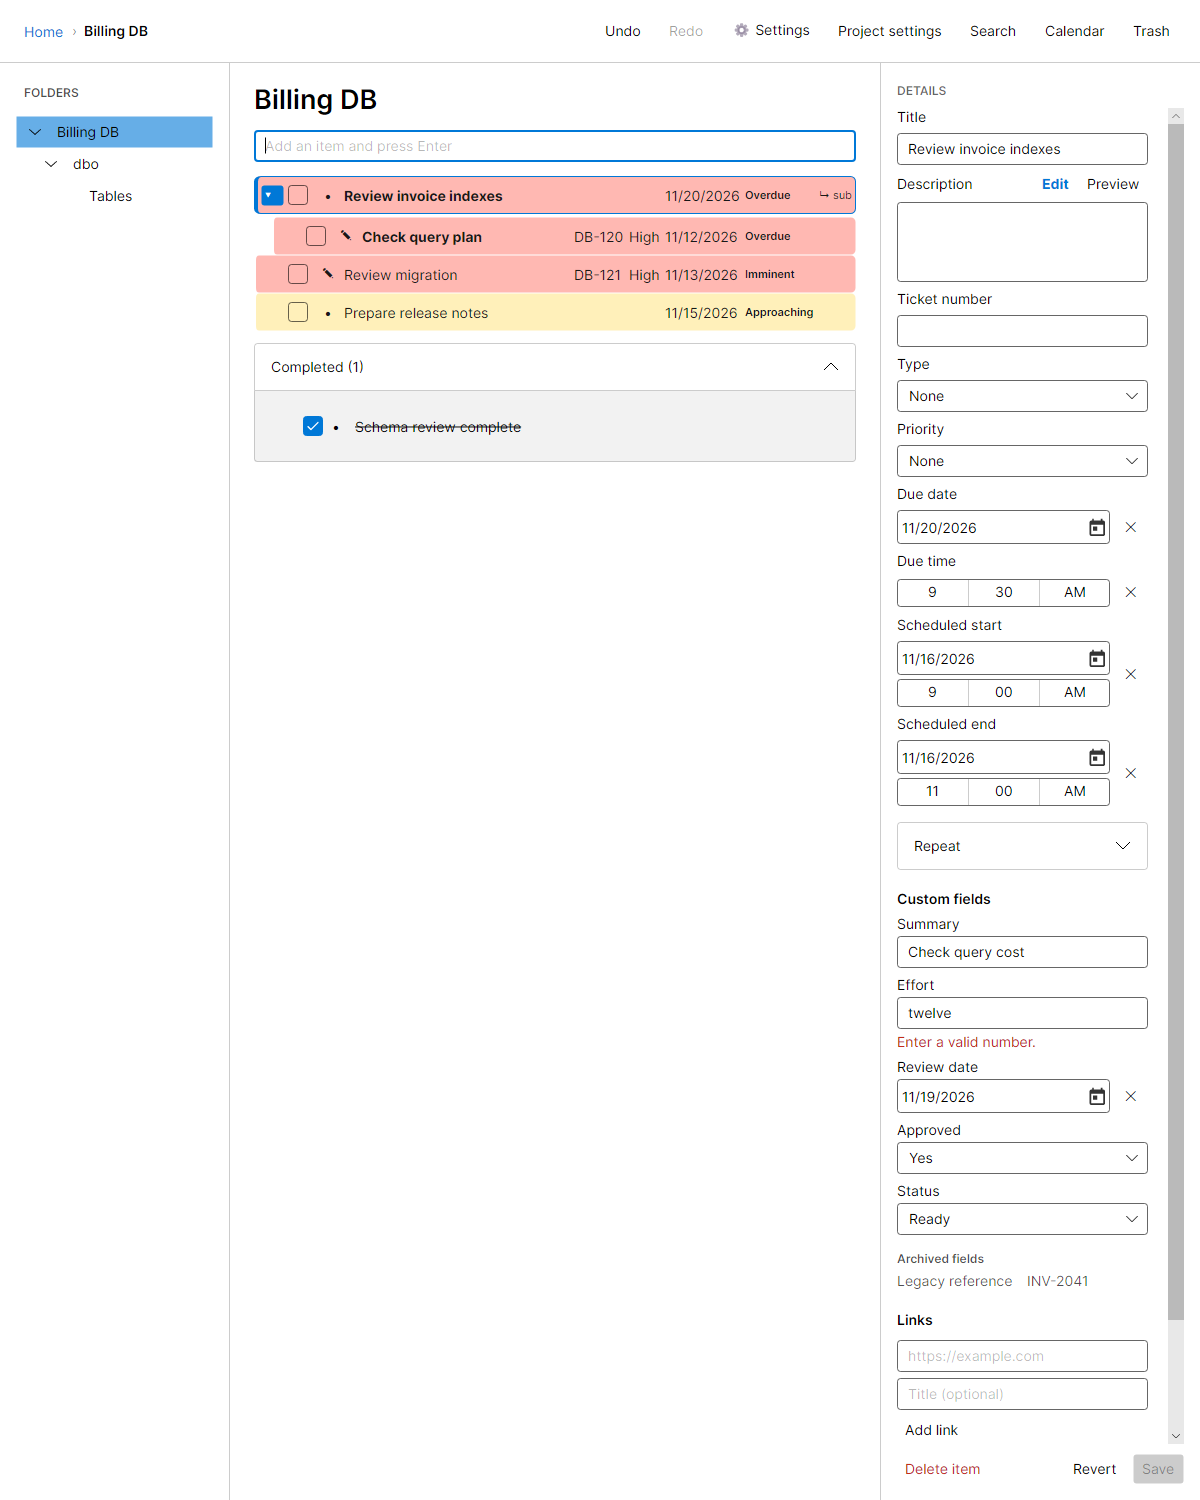 Home › Billing DB
Undo Redo Settings Project settings Search Calendar Trash
FOLDERS
Billing DB
dbo
Tables
Billing DB
Add an item and press Enter
• Review invoice indexes 11/20/2026 Overdue ↪ sub
Check query plan DB-120 High 11/12/2026 Overdue
Review migration DB-121 High 11/13/2026 Imminent
• Prepare release notes 11/15/2026 Approaching
Completed (1)
• Schema review complete
DETAILS
Title
Review invoice indexes
Description Edit Preview
Ticket number
Type
None
Priority
None
Due date
11/20/2026
Due time
9 30 AM
Scheduled start
11/16/2026
9 00 AM
Scheduled end
11/16/2026
11 00 AM
Repeat
Custom fields
Summary
Check query cost
Effort
twelve
Enter a valid number.
Review date
11/19/2026
Approved
Yes
Status
Ready
Archived fields
Legacy reference INV-2041
Links
https://example.com
Title (optional)
Add link
Delete item Revert Save